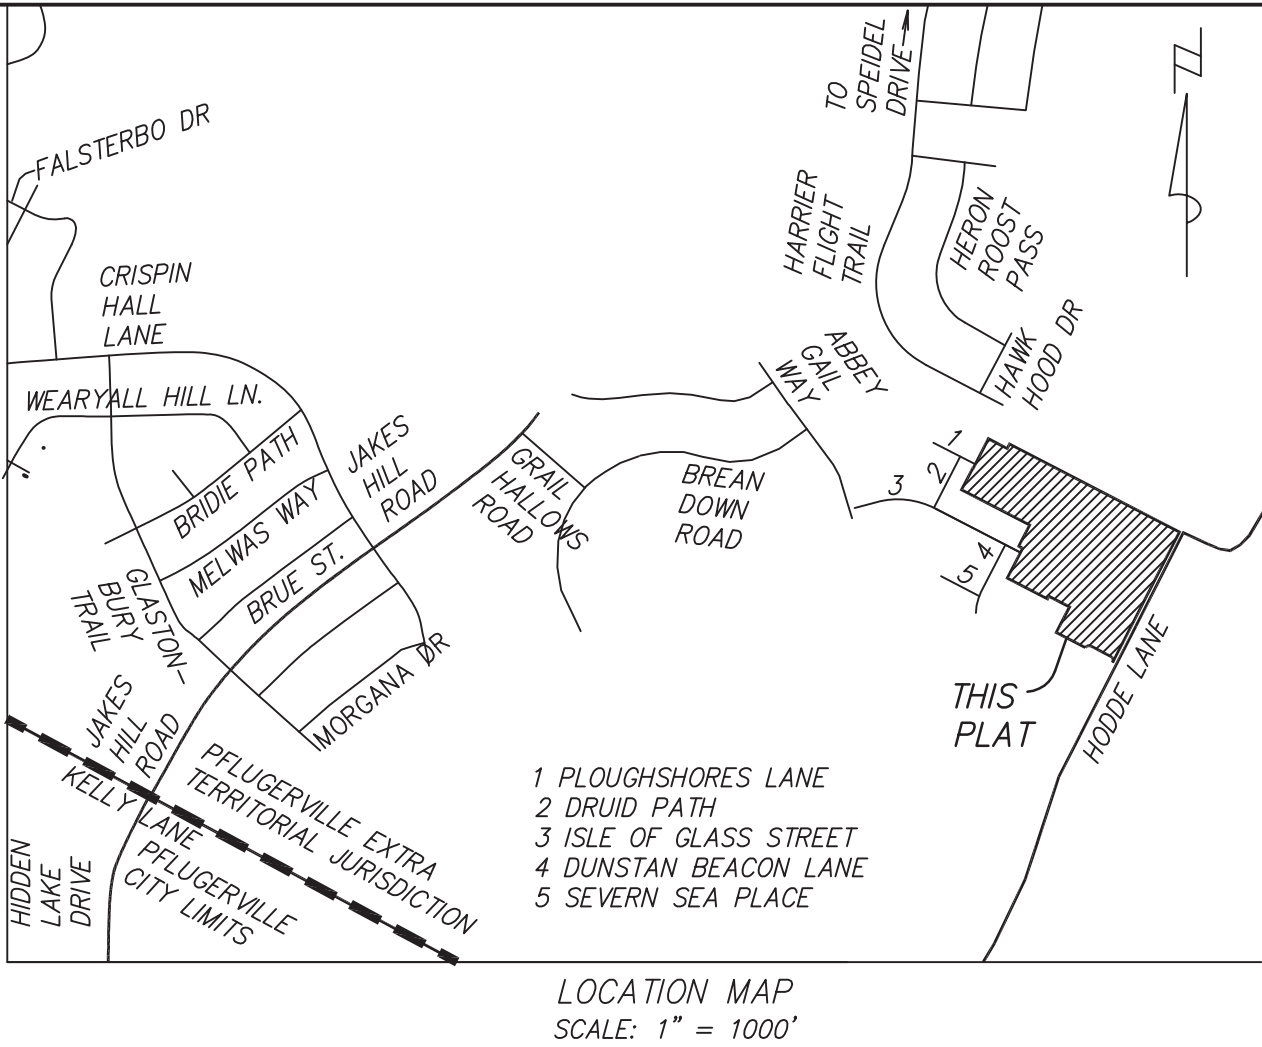 TO
SPEIDEL
DRIVE
N
FALSTERBO DR
HARRIER
FLIGHT
TRAIL
HERON
ROOST
PASS
CRISPIN
HALL
LANE
HAWK
HOOD DR
ABBEY
GAIL
WAY
WEARYALL HILL LN.
JAKES
HILL
ROAD
BRIDIE PATH
MELWAS WAY
BRUE ST.
GRAIL
HALLOWS
ROAD
BREAN
DOWN
ROAD
1
2
3
4
5
GLASTON-
BURY
TRAIL
MORGANA DR
THIS
PLAT
HODDE LANE
JAKES
HILL
ROAD
PFLUGERVILLE EXTRA
TERRITORIAL JURISDICTION
KELLY LANE
PFLUGERVILLE
CITY LIMITS
HIDDEN
LAKE
DRIVE
1 PLOUGHSHORES LANE
2 DRUID PATH
3 ISLE OF GLASS STREET
4 DUNSTAN BEACON LANE
5 SEVERN SEA PLACE
LOCATION MAP
SCALE: 1" = 1000'